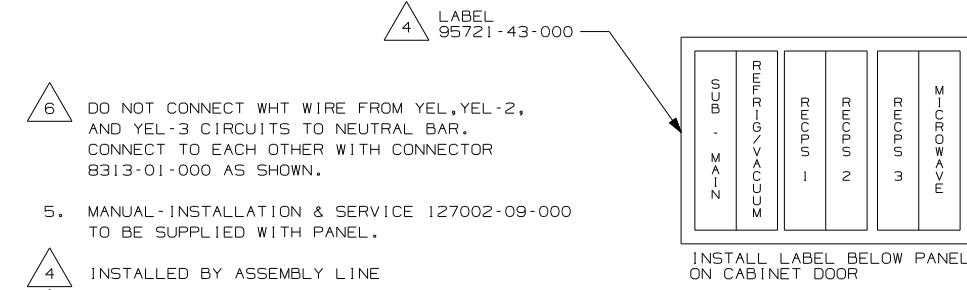 4 LABEL
95721-43-000
6 DO NOT CONNECT WHT WIRE FROM YEL,YEL-2,
AND YEL-3 CIRCUITS TO NEUTRAL BAR.
CONNECT TO EACH OTHER WITH CONNECTOR
8313-01-000 AS SHOWN.
5. MANUAL-INSTALLATION & SERVICE 127002-09-000
TO BE SUPPLIED WITH PANEL.
4 INSTALLED BY ASSEMBLY LINE
SUB - MAIN
REFRIG/VACUUM
RECPS 1
RECPS 2
RECPS 3
MICROWAVE
INSTALL LABEL BELOW PANEL
ON CABINET DOOR